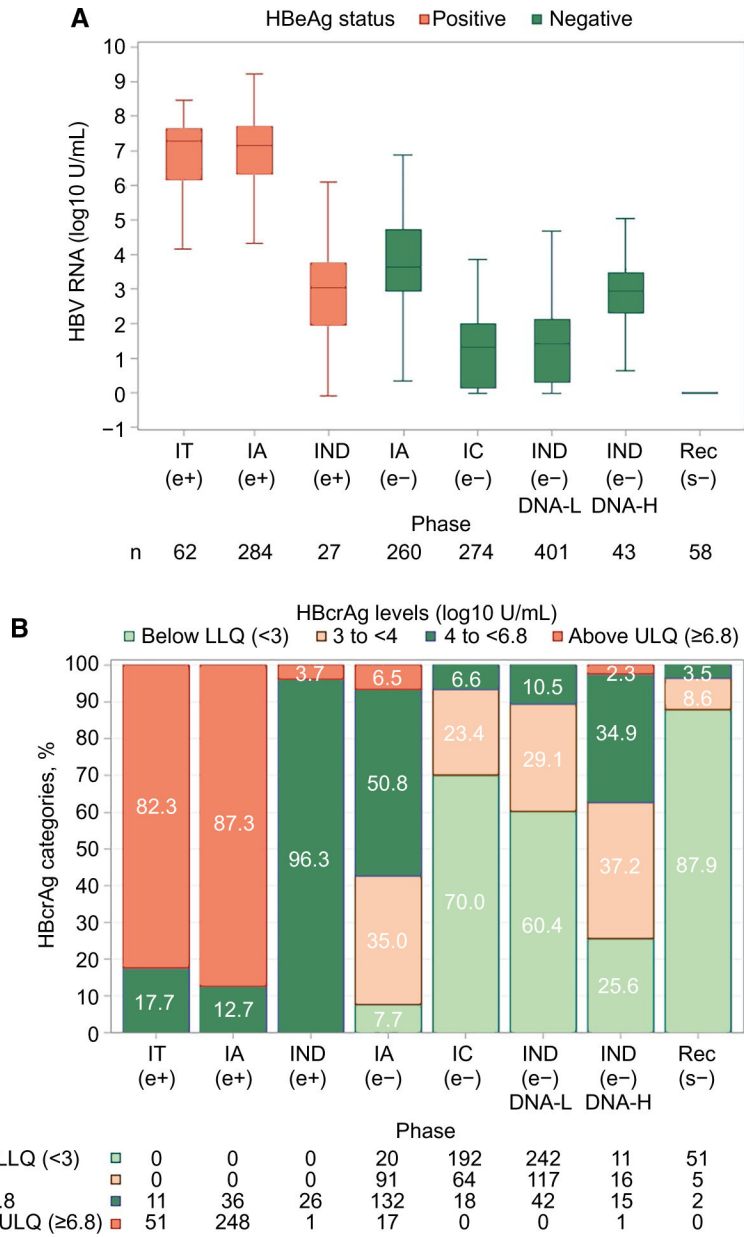 A
HBeAg status Positive Negative
HBV RNA (log10 U/mL)
10
9
8
7
6
5
4
3
2
1
0
−1
IT IA IND IA IC IND IND Rec
(e+) (e+) (e+) (e−) (e−) (e−) (e−) (s−)
DNA-L DNA-H
Phase
n 62 284 27 260 274 401 43 58
B
HBcrAg levels (log10 U/mL)
Below LLQ (<3) 3 to <4 4 to <6.8 Above ULQ (≥6.8)
HBcrAg categories, %
100
90
80
70
60
50
40
30
20
10
0
82.3
17.7
87.3
12.7
3.7
96.3
6.5
50.8
35.0
7.7
6.6
23.4
70.0
10.5
29.1
60.4
2.3
34.9
37.2
25.6
3.5
8.6
87.9
IT IA IND IA IC IND IND Rec
(e+) (e+) (e+) (e−) (e−) (e−) (e−) (s−)
DNA-L DNA-H
Phase
LLQ (<3) 0 0 0 20 192 242 11 51
0 0 0 91 64 117 16 5
.8 11 36 26 132 18 42 15 2
ULQ (≥6.8) 51 248 1 17 0 0 1 0